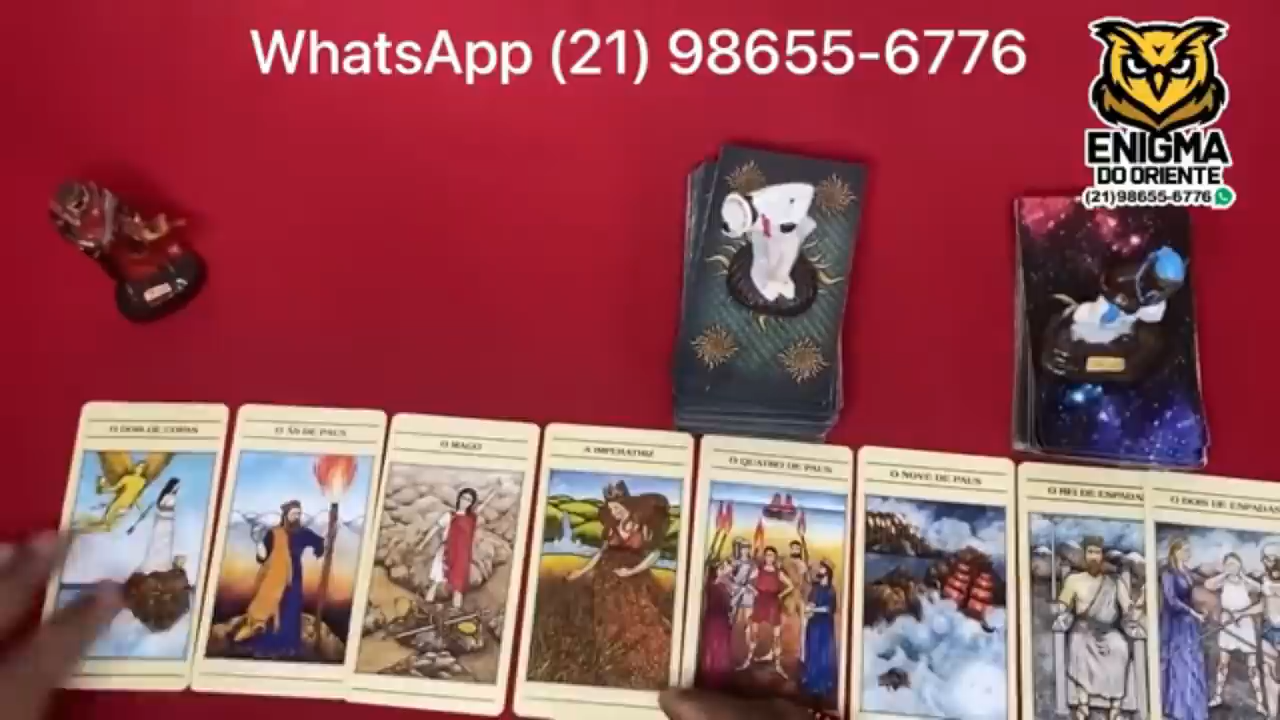 WhatsApp (21) 98655-6776
ENIGMA
DO ORIENTE
(21)98655-6776
O DOIS DE COPAS
O ÁS DE PAUS
O MAGO
A IMPERATRIZ
O QUATRO DE PAUS
O NOVE DE PAUS
O REI DE ESPADA
O DOIS DE ESPADAS